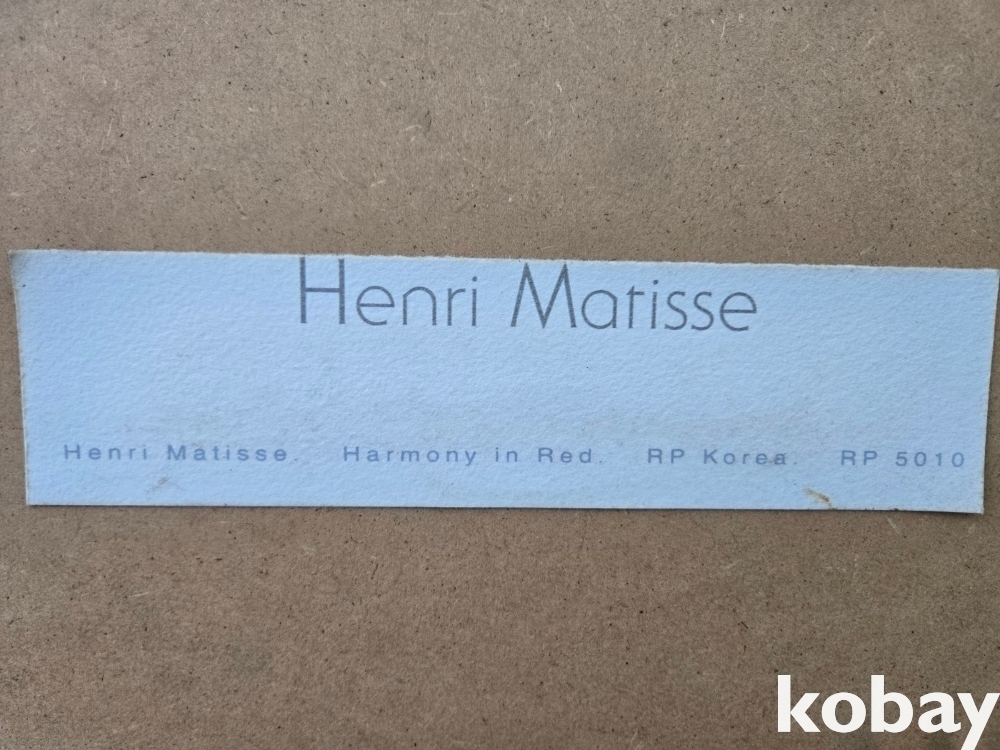 Henri Matisse
Henri Matisse. Harmony in Red. RP Korea. RP 5010
kobay